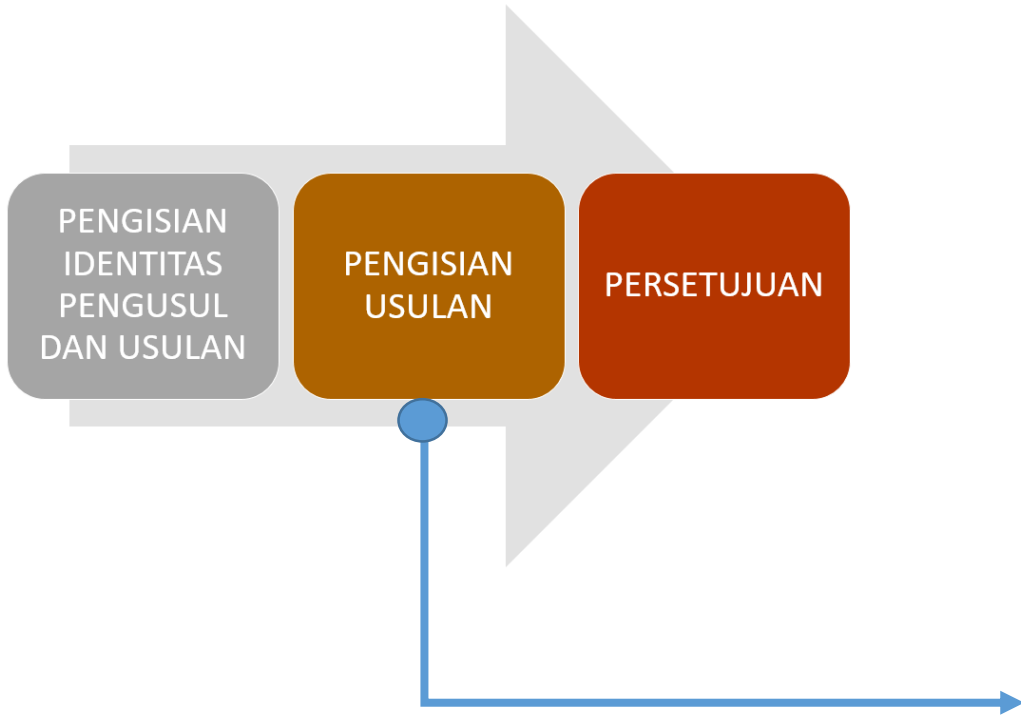 PENGISIAN
IDENTITAS
PENGUSUL
DAN USULAN
PENGISIAN
USULAN
PERSETUJUAN